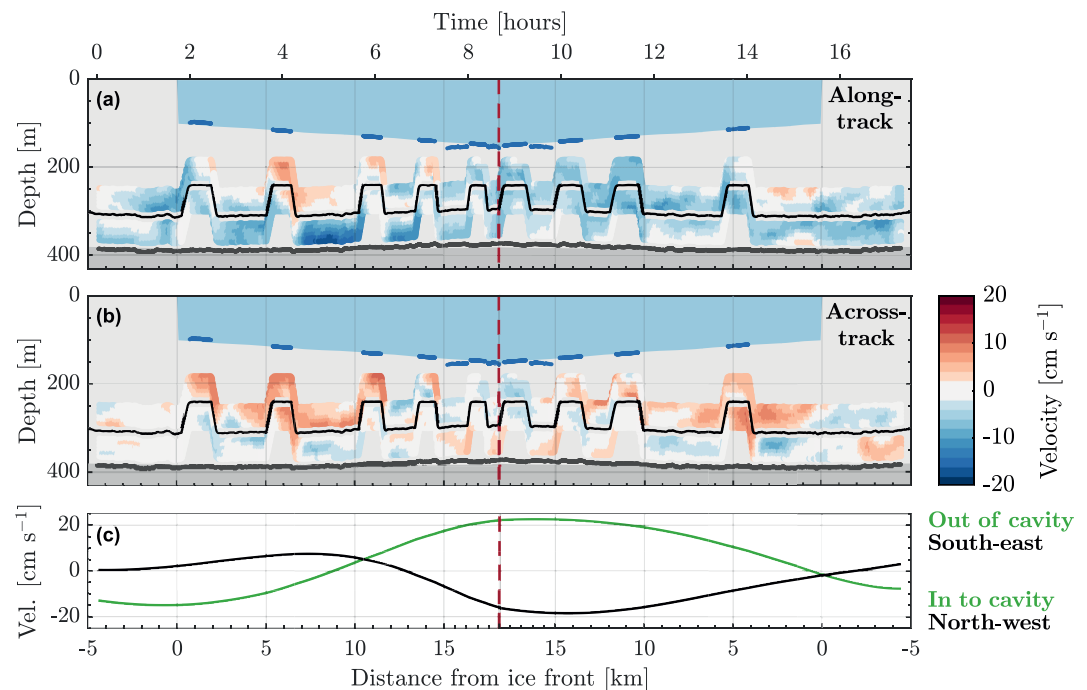 Time [hours]
0 2 4 6 8 10 12 14 16
(a)
Along-
track
Depth [m]
0
200
400
(b)
Across-
track
Depth [m]
0
200
400
20
10
0
-10
-20
Velocity [cm s⁻¹]
(c)
Vel. [cm s⁻¹]
20
0
-20
Out of cavity
South-east
In to cavity
North-west
-5 0 5 10 15 15 10 5 0 -5
Distance from ice front [km]